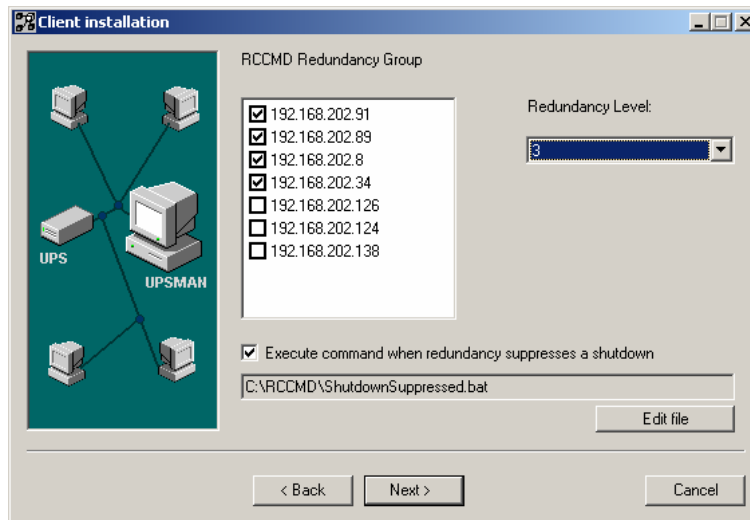 Client installation
RCCMD Redundancy Group
192.168.202.91
192.168.202.89
192.168.202.8
192.168.202.34
192.168.202.126
192.168.202.124
192.168.202.138
Redundancy Level:
3
UPS
UPSMAN
Execute command when redundancy suppresses a shutdown
C:\RCCMD\ShutdownSuppressed.bat
Edit file
< Back
Next >
Cancel